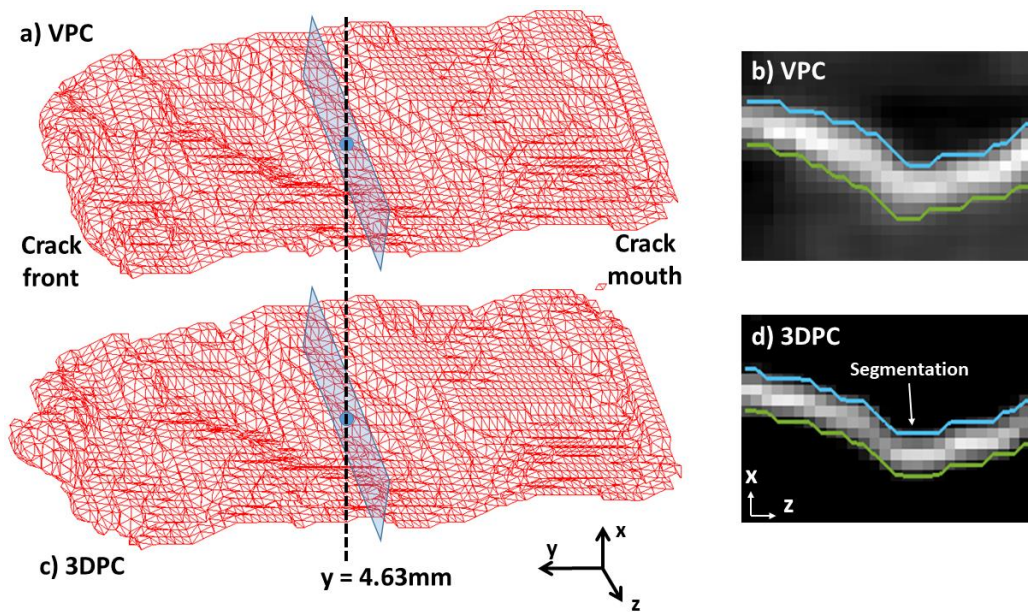 a) VPC
Crack
front
Crack
mouth
c) 3DPC
y = 4.63mm
x
y
z
b) VPC
d) 3DPC
Segmentation
x
z